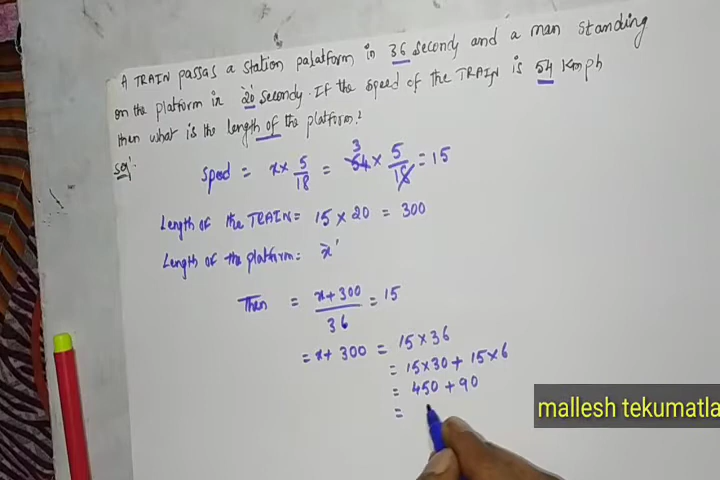 A TRAIN passas a station palatform in 36 second, and a man standing
on the platform in 20 second,. If the speed of the TRAIN is 54 Kmph
then what is the length of the platform?
Speed = x × 5/18 = 54 3 × 5/18 = 15
Length of the TRAIN = 15 × 20 = 300
Length of the platform = 'x'
Then = x+300/36 = 15
= x+ 300 = 15 × 36
= 15×30 + 15×6
= 450 + 90
=
mallesh tekumatla